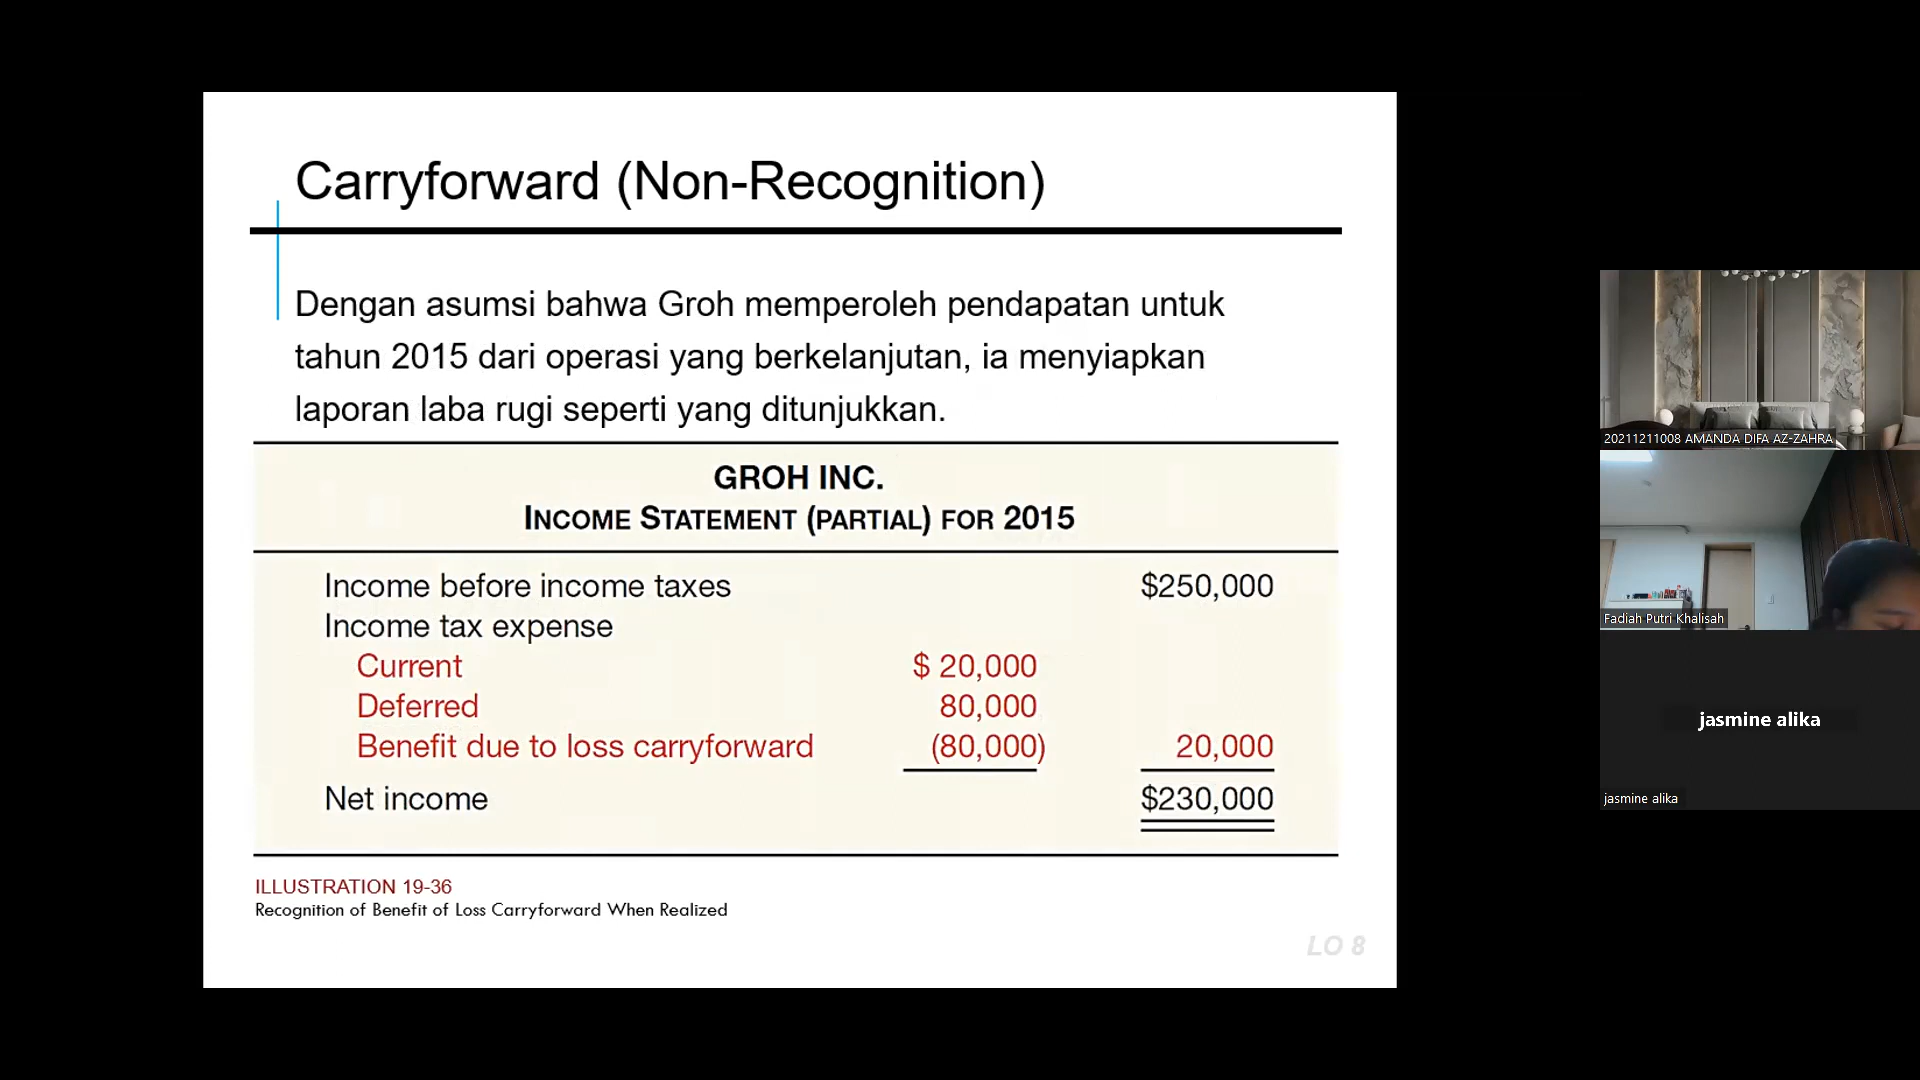 Carryforward (Non-Recognition)
Dengan asumsi bahwa Groh memperoleh pendapatan untuk
tahun 2015 dari operasi yang berkelanjutan, ia menyiapkan
laporan laba rugi seperti yang ditunjukkan.
GROH INC.
INCOME STATEMENT (PARTIAL) FOR 2015
Income before income taxes $250,000
Income tax expense
Current $ 20,000
Deferred 80,000
Benefit due to loss carryforward (80,000) 20,000
Net income $230,000
ILLUSTRATION 19-36
Recognition of Benefit of Loss Carryforward When Realized
LO 8
20211211008 AMANDA DIFA AZ-ZAHRA
Fadiah Putri Khalisah
jasmine alika
jasmine alika